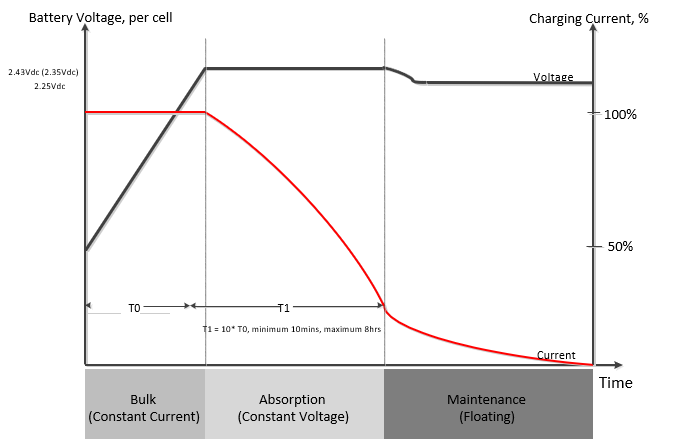 Battery Voltage, per cell
Charging Current, %
2.43Vdc (2.35Vdc)
2.25Vdc
Voltage
100%
50%
T0
T1
T1 = 10* T0, minimum 10mins, maximum 8hrs
Current
Time
Bulk
(Constant Current)
Absorption
(Constant Voltage)
Maintenance
(Floating)